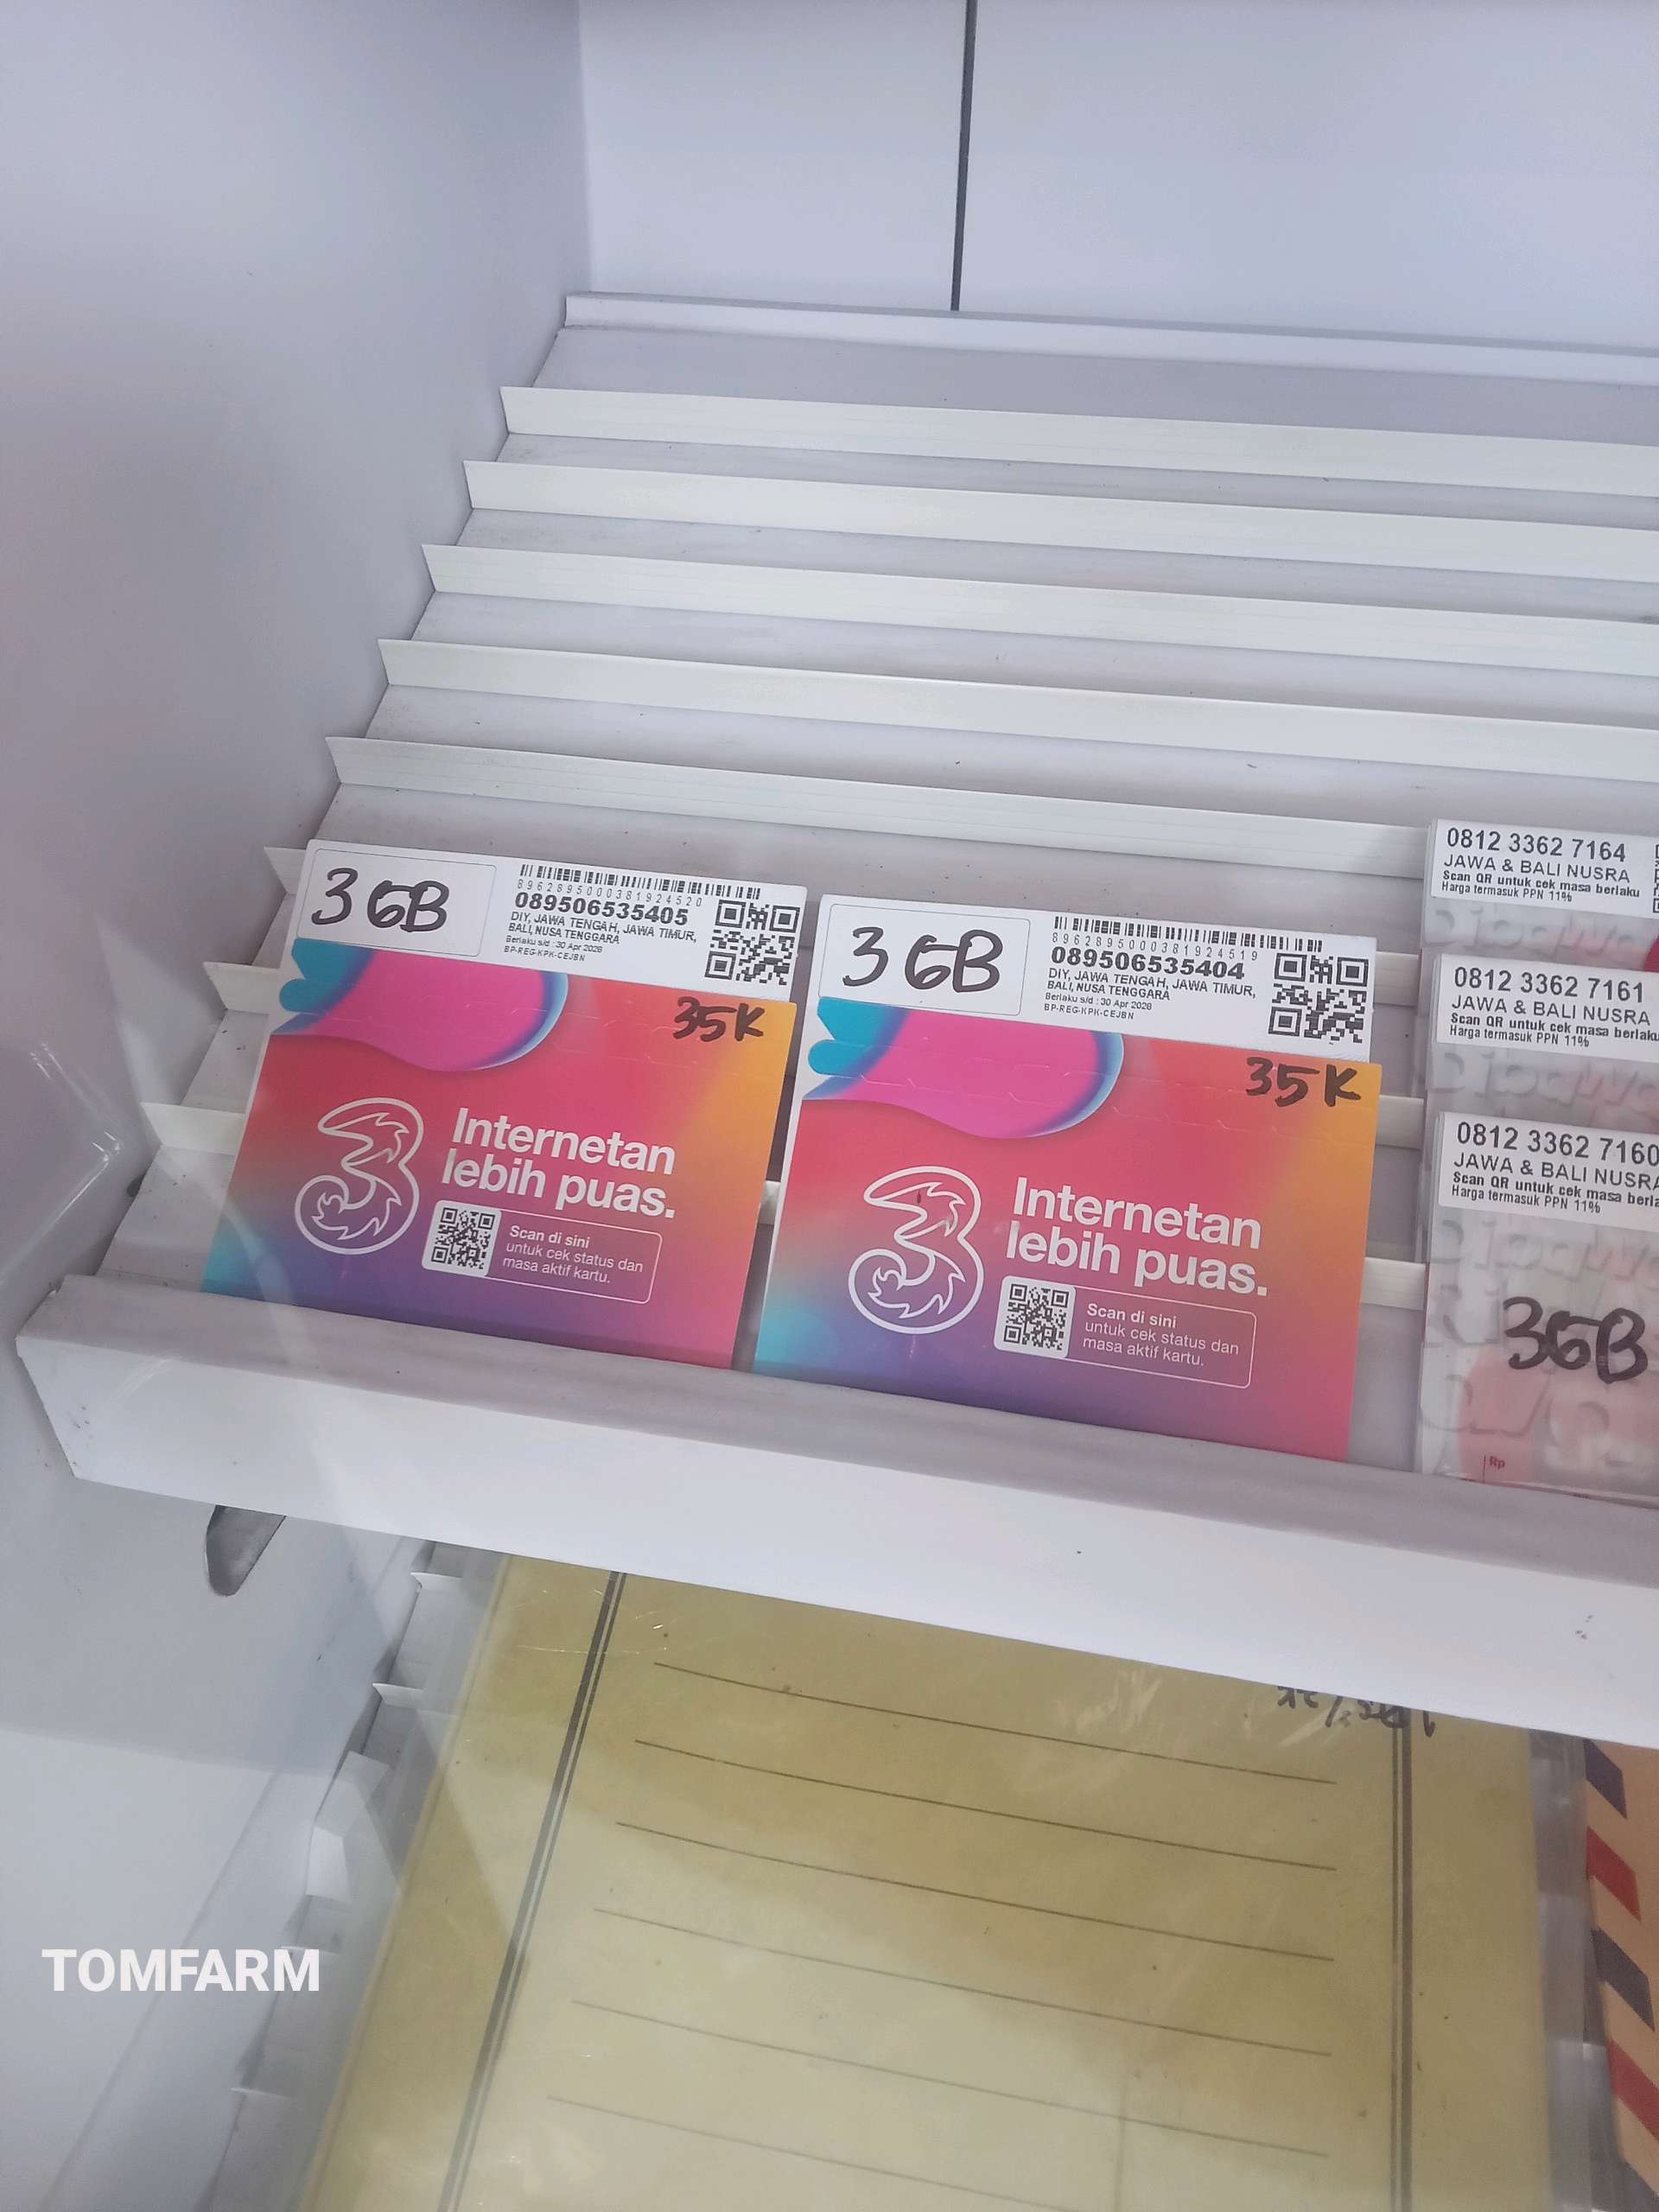 3 GB
8962895000381924520
089506535405
DIY, JAWA TENGAH, JAWA TIMUR,
BALI, NUSA TENGGARA
Berlaku s/d : 30 Apr 2026
BP-REG-KPK-CEJBN
35K
3
Internetan
lebih puas.
Scan di sini
untuk cek status dan
masa aktif kartu.
3 GB
8962895000381924519
089506535404
DIY, JAWA TENGAH, JAWA TIMUR,
BALI, NUSA TENGGARA
Berlaku s/d : 30 Apr 2026
BP-REG-KPK-CEJBN
35K
3
Internetan
lebih puas.
Scan di sini
untuk cek status dan
masa aktif kartu.
0812 3362 7164
JAWA & BALI NUSRA
Scan QR untuk cek masa berlaku
Harga termasuk PPN 11%
0812 3362 7161
JAWA & BALI NUSRA
Scan QR untuk cek masa berlaku
Harga termasuk PPN 11%
0812 3362 7160
JAWA & BALI NUSRA
Scan QR untuk cek masa
Harga termasuk PPN 11%
3GB
Rp
TOMFARM